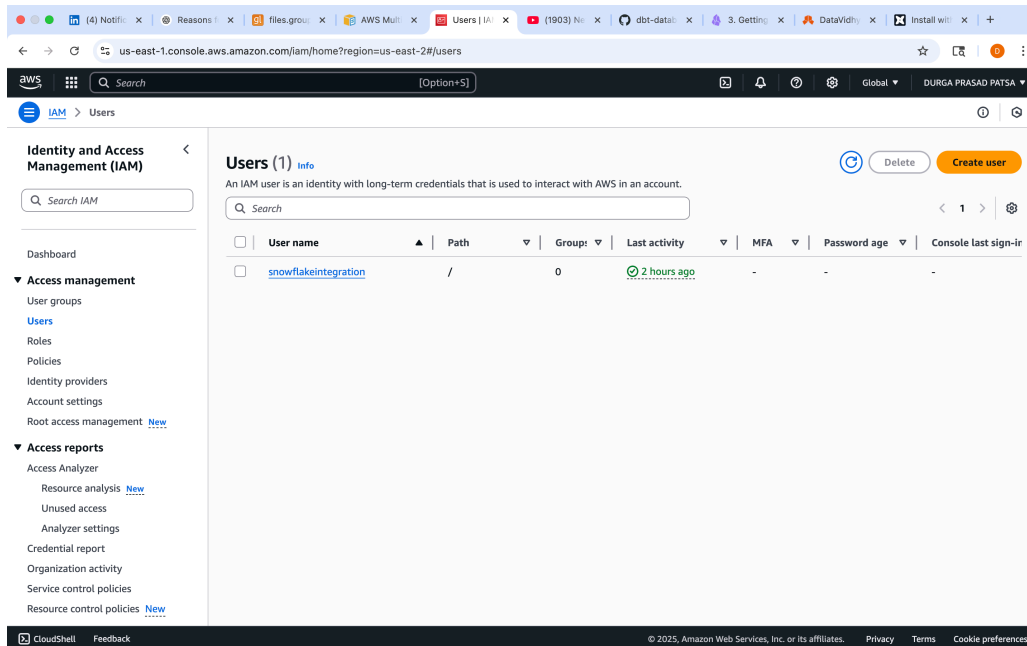 (4) Notific
Reasons f
files.group
AWS Mult
Users | IA
(1903) Ne
dbt-datab
3. Getting
DataVidhy
Install with
us-east-1.console.aws.amazon.com/iam/home?region=us-east-2#/users
D
aws
Search [Option+S]
Global ▼ DURGA PRASAD PATSA ▼
IAM > Users
Identity and Access
Management (IAM)
Search IAM
Dashboard
Access management
User groups
Users
Roles
Policies
Identity providers
Account settings
Root access management New
Access reports
Access Analyzer
Resource analysis New
Unused access
Analyzer settings
Credential report
Organization activity
Service control policies
Resource control policies New
Users (1) Info
Delete
Create user
An IAM user is an identity with long-term credentials that is used to interact with AWS in an account.
Search
< 1 >
User name Path Groups Last activity MFA Password age Console last sign-in
snowflakeintegration / 0 2 hours ago - - -
CloudShell Feedback
© 2025, Amazon Web Services, Inc. or its affiliates. Privacy Terms Cookie preferences